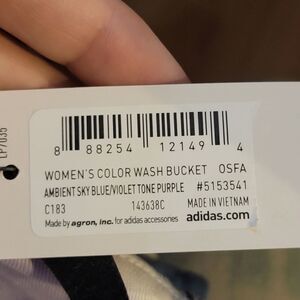 LP7035
8 88254 12149 4
WOMEN'S COLOR WASH BUCKET OSFA
AMBIENT SKY BLUE/VIOLET TONE PURPLE #5153541
C183 143638C MADE IN VIETNAM
Made by agron, inc. for adidas accessories adidas.com